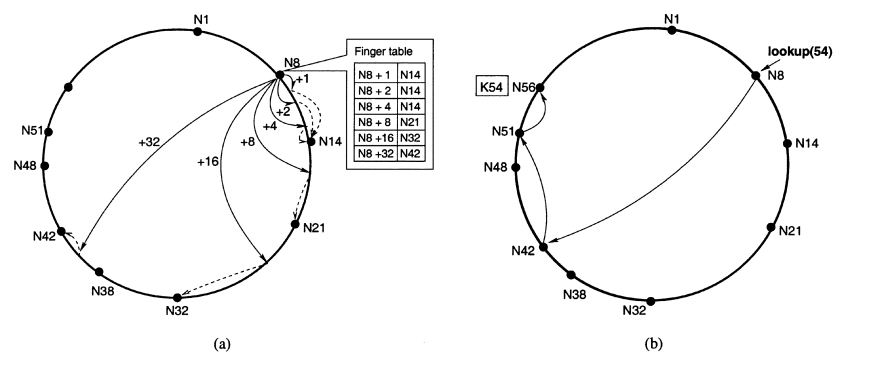 N1
N8
Finger table
N8 + 1 N14
N8 + 2 N14
N8 + 4 N14
N8 + 8 N21
N8 +16 N32
N8 +32 N42
+1
+2
+4
+8
+16
+32
N14
N21
N32
N38
N42
N48
N51
(a)
N1
lookup(54)
N8
K54 N56
N51
N14
N48
N21
N42
N38
N32
(b)